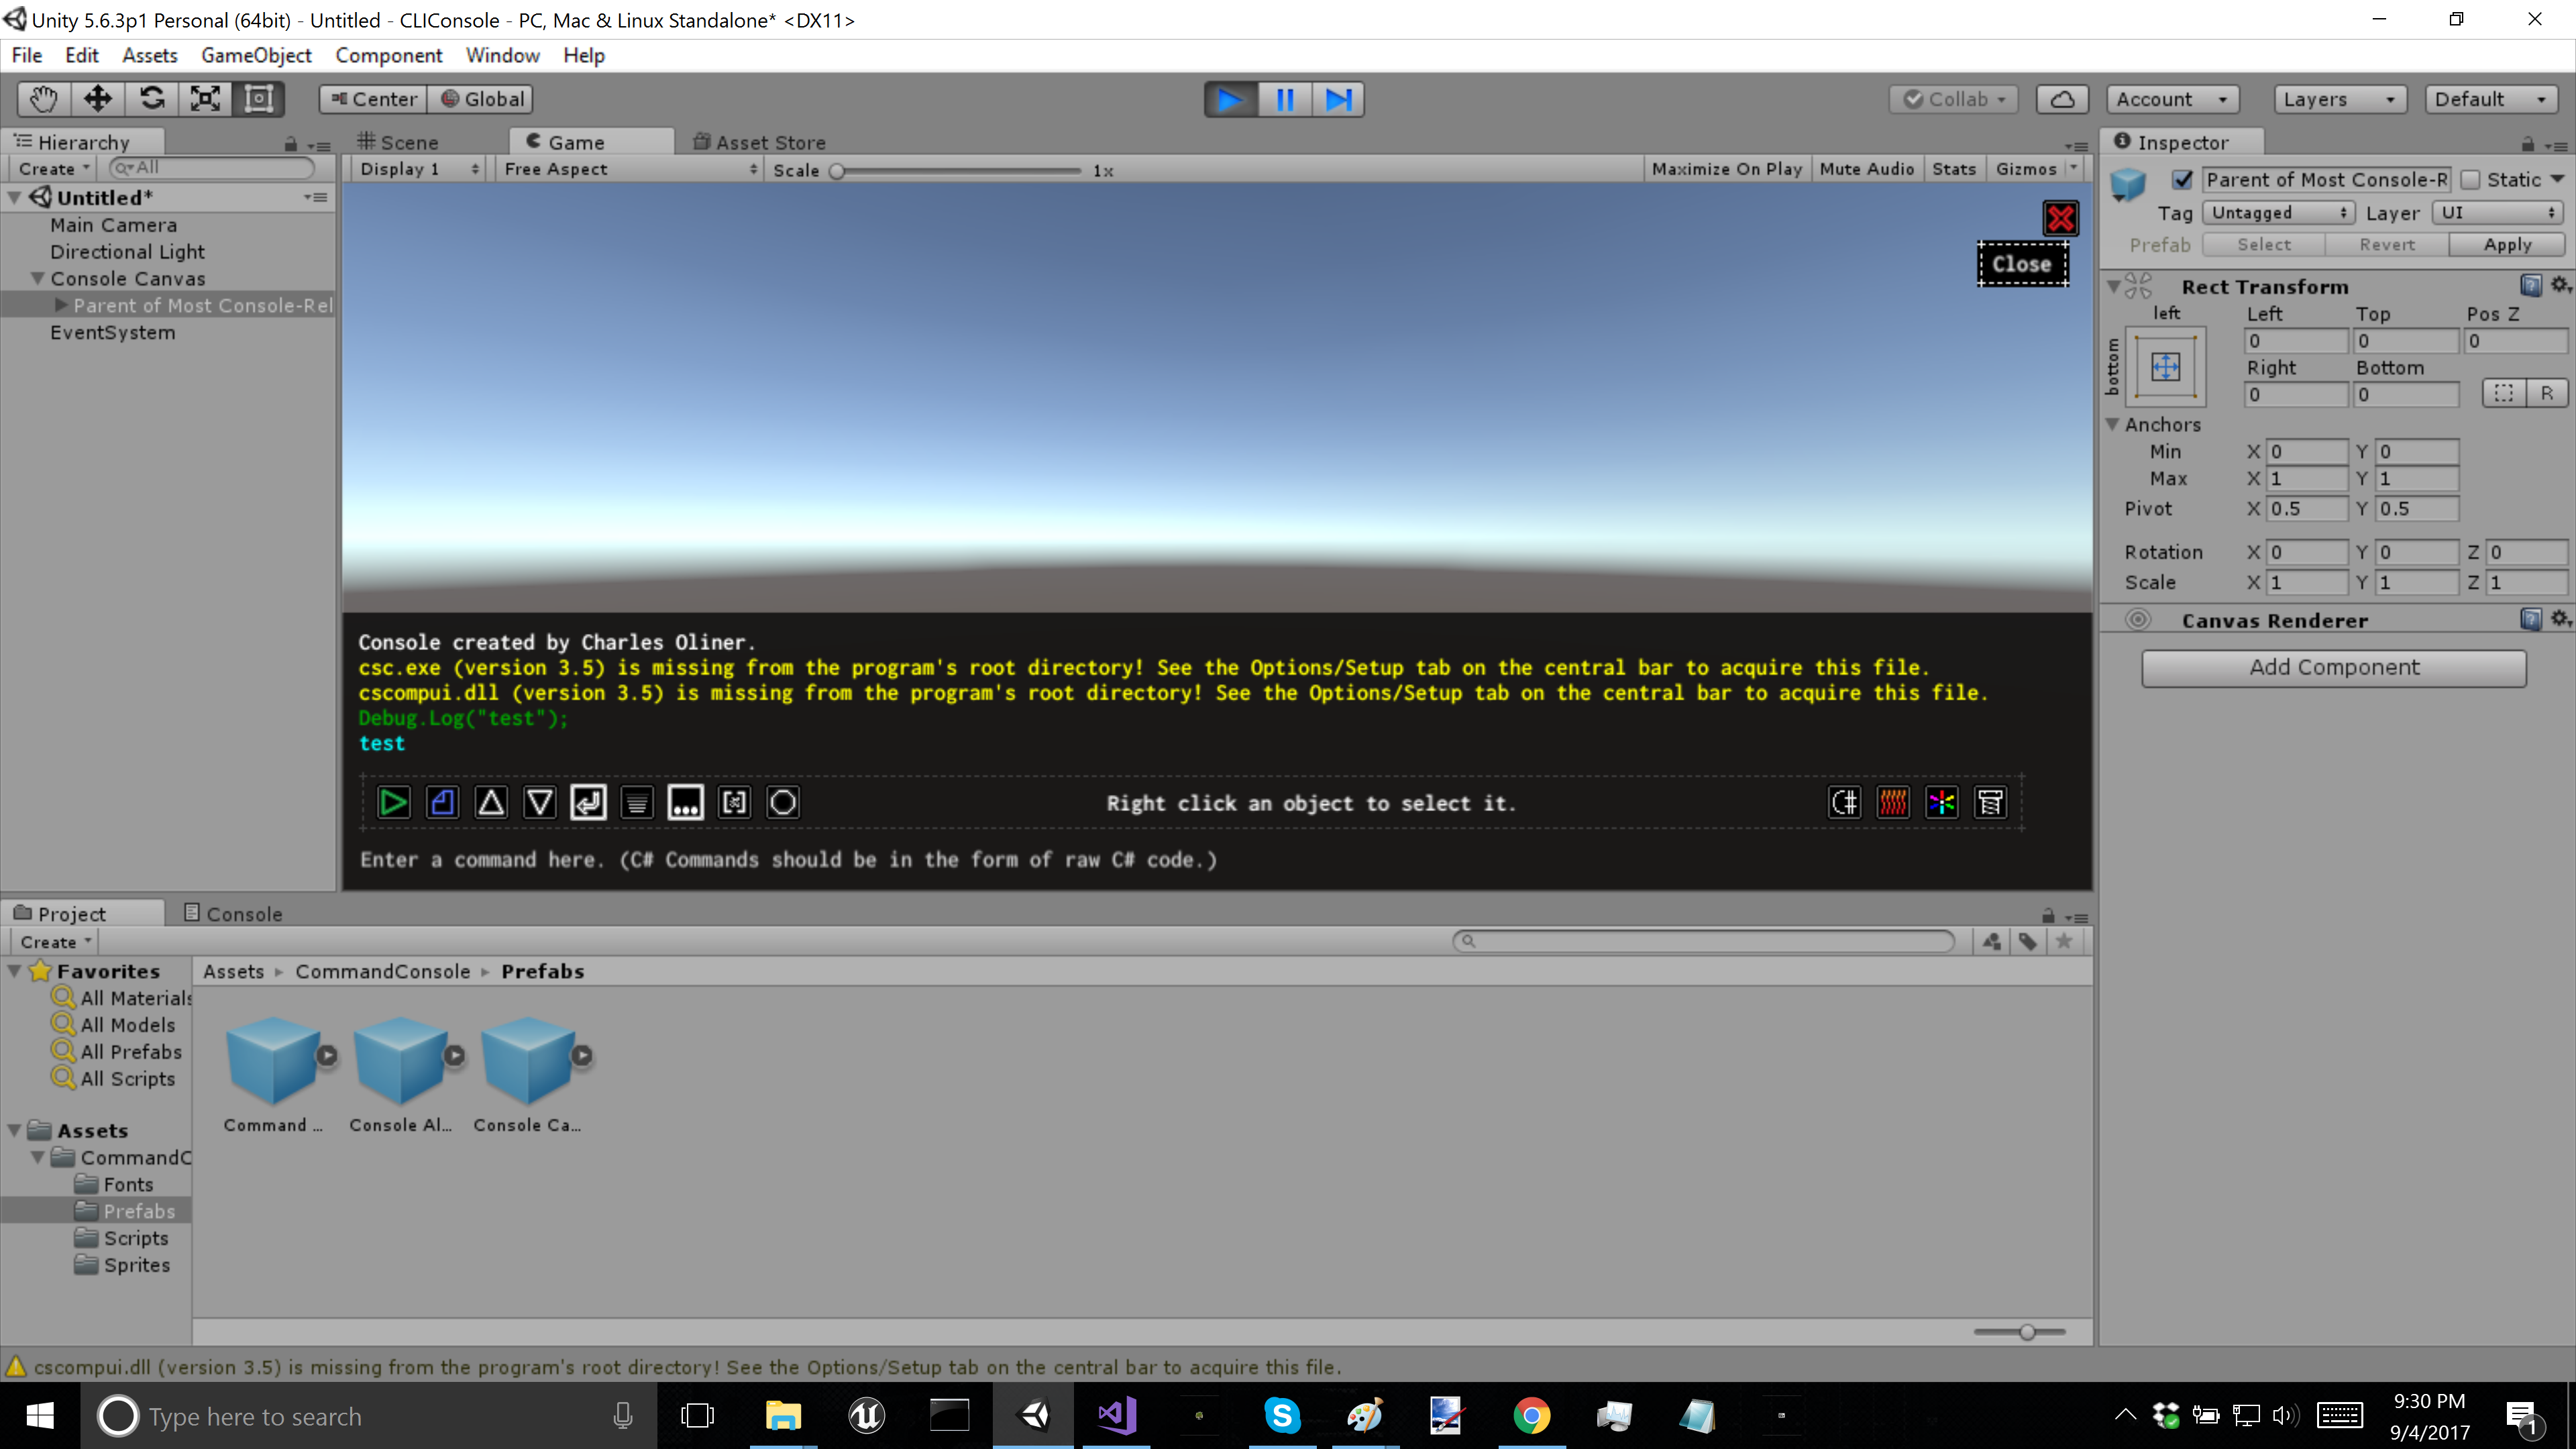 Unity 5.6.3p1 Personal (64bit) - Untitled - CLIConsole - PC, Mac & Linux Standalone* <DX11>
File Edit Assets GameObject Component Window Help
Center Global Collab Account Layers Default
Hierarchy
Create All
Untitled*
Main Camera
Directional Light
Console Canvas
Parent of Most Console-Rel
EventSystem
Scene Game Asset Store
Display 1 Free Aspect Scale 1x Maximize On Play Mute Audio Stats Gizmos
Close
Console created by Charles Oliner.
csc.exe (version 3.5) is missing from the program's root directory! See the Options/Setup tab on the central bar to acquire this file.
cscompui.dll (version 3.5) is missing from the program's root directory! See the Options/Setup tab on the central bar to acquire this file.
Debug.Log("test");
test
Right click an object to select it.
Enter a command here. (C# Commands should be in the form of raw C# code.)
Inspector
Parent of Most Console-R Static
Tag Untagged Layer UI
Prefab Select Revert Apply
Rect Transform
left Left Top Pos Z
bottom 0 0 0
Right Bottom
0 0 R
Anchors
Min X 0 Y 0
Max X 1 Y 1
Pivot X 0.5 Y 0.5
Rotation X 0 Y 0 Z 0
Scale X 1 Y 1 Z 1
Canvas Renderer
Add Component
Project Console
Create
Favorites
All Materials
All Models
All Prefabs
All Scripts
Assets
CommandC
Fonts
Prefabs
Scripts
Sprites
Assets CommandConsole Prefabs
Command ... Console Al... Console Ca...
cscompui.dll (version 3.5) is missing from the program's root directory! See the Options/Setup tab on the central bar to acquire this file.
Type here to search
9:30 PM
9/4/2017
1